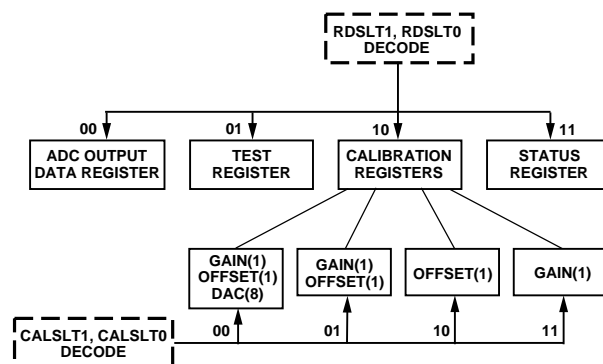 RDSLT1, RDSLT0
DECODE
00
01
10
11
ADC OUTPUT
DATA REGISTER
TEST
REGISTER
CALIBRATION
REGISTERS
STATUS
REGISTER
GAIN(1)
OFFSET(1)
DAC(8)
GAIN(1)
OFFSET(1)
OFFSET(1)
GAIN(1)
CALSLT1, CALSLT0
DECODE
00
01
10
11